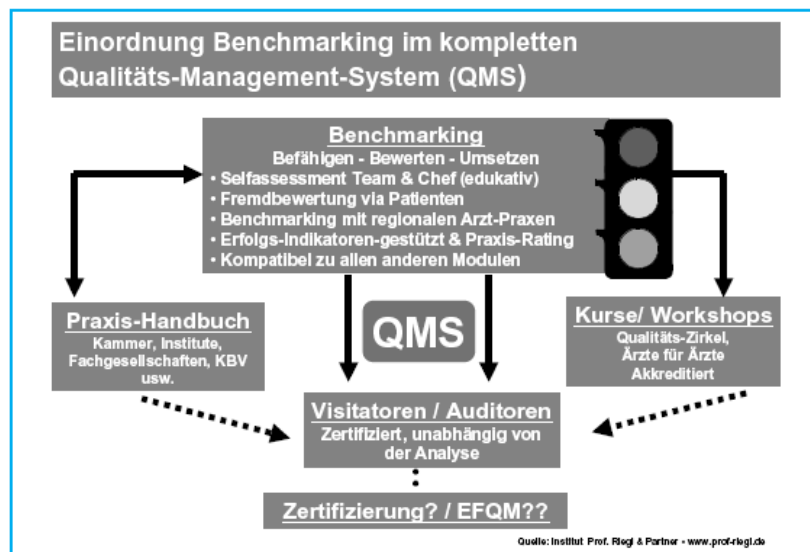 Einordnung Benchmarking im kompletten
Qualitäts-Management-System (QMS)
Benchmarking
Befähigen - Bewerten - Umsetzen
• Selfassessment Team & Chef (edukativ)
• Fremdbewertung via Patienten
• Benchmarking mit regionalen Arzt-Praxen
• Erfolgs-Indikatoren-gestützt & Praxis-Rating
• Kompatibel zu allen anderen Modulen
Praxis-Handbuch
Kammer, Institute,
Fachgesellschaften, KBV
usw.
QMS
Kurse/ Workshops
Qualitäts-Zirkel,
Ärzte für Ärzte
Akkreditiert
Visitatoren / Auditoren
Zertifiziert, unabhängig von
der Analyse
Zertifizierung? / EFQM??
Quelle: Institut Prof. Riegl & Partner - www.prof-riegl.de